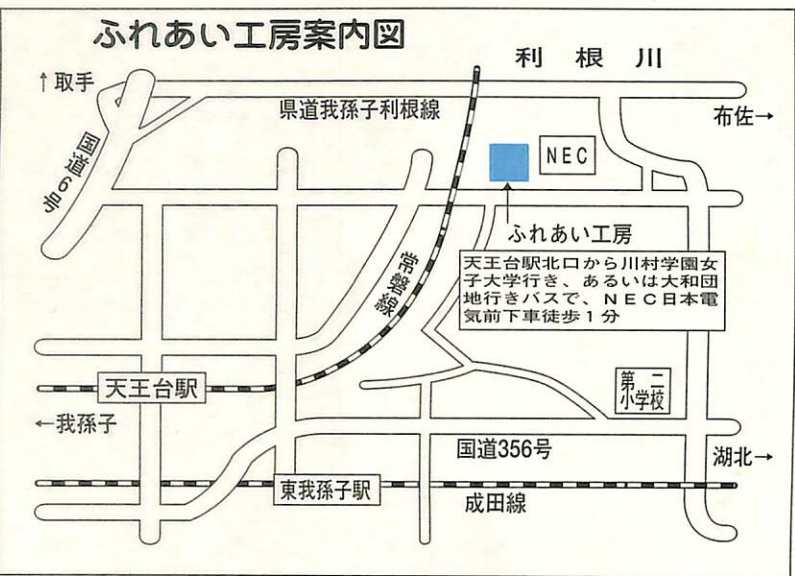 ふれあい工房案内図
利根川
↑取手
県道我孫子利根線
布佐→
国道6号
NEC
ふれあい工房
常磐線
天王台駅北口から川村学園女
子大学行き、あるいは大和団
地行きバスで、NEC日本電
気前下車徒歩1分
天王台駅
第二
小学校
←我孫子
国道356号
湖北→
東我孫子駅
成田線